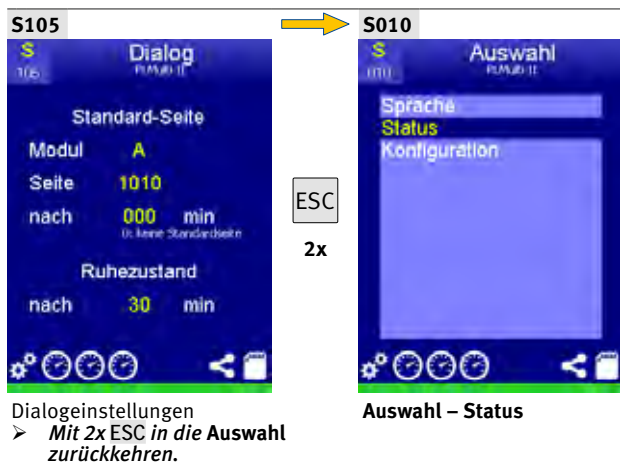 S105
S010
S
105
Dialog
PLMulti II
Standard-Seite
Modul A
Seite 1010
nach 000 min
0: keine Standardseite
Ruhezustand
nach 30 min
ESC
2x
S
010
Auswahl
PLMulti II
Sprache
Status
Konfiguration
Dialogeinstellungen
➢ Mit 2x ESC in die Auswahl
zurückkehren.
Auswahl – Status